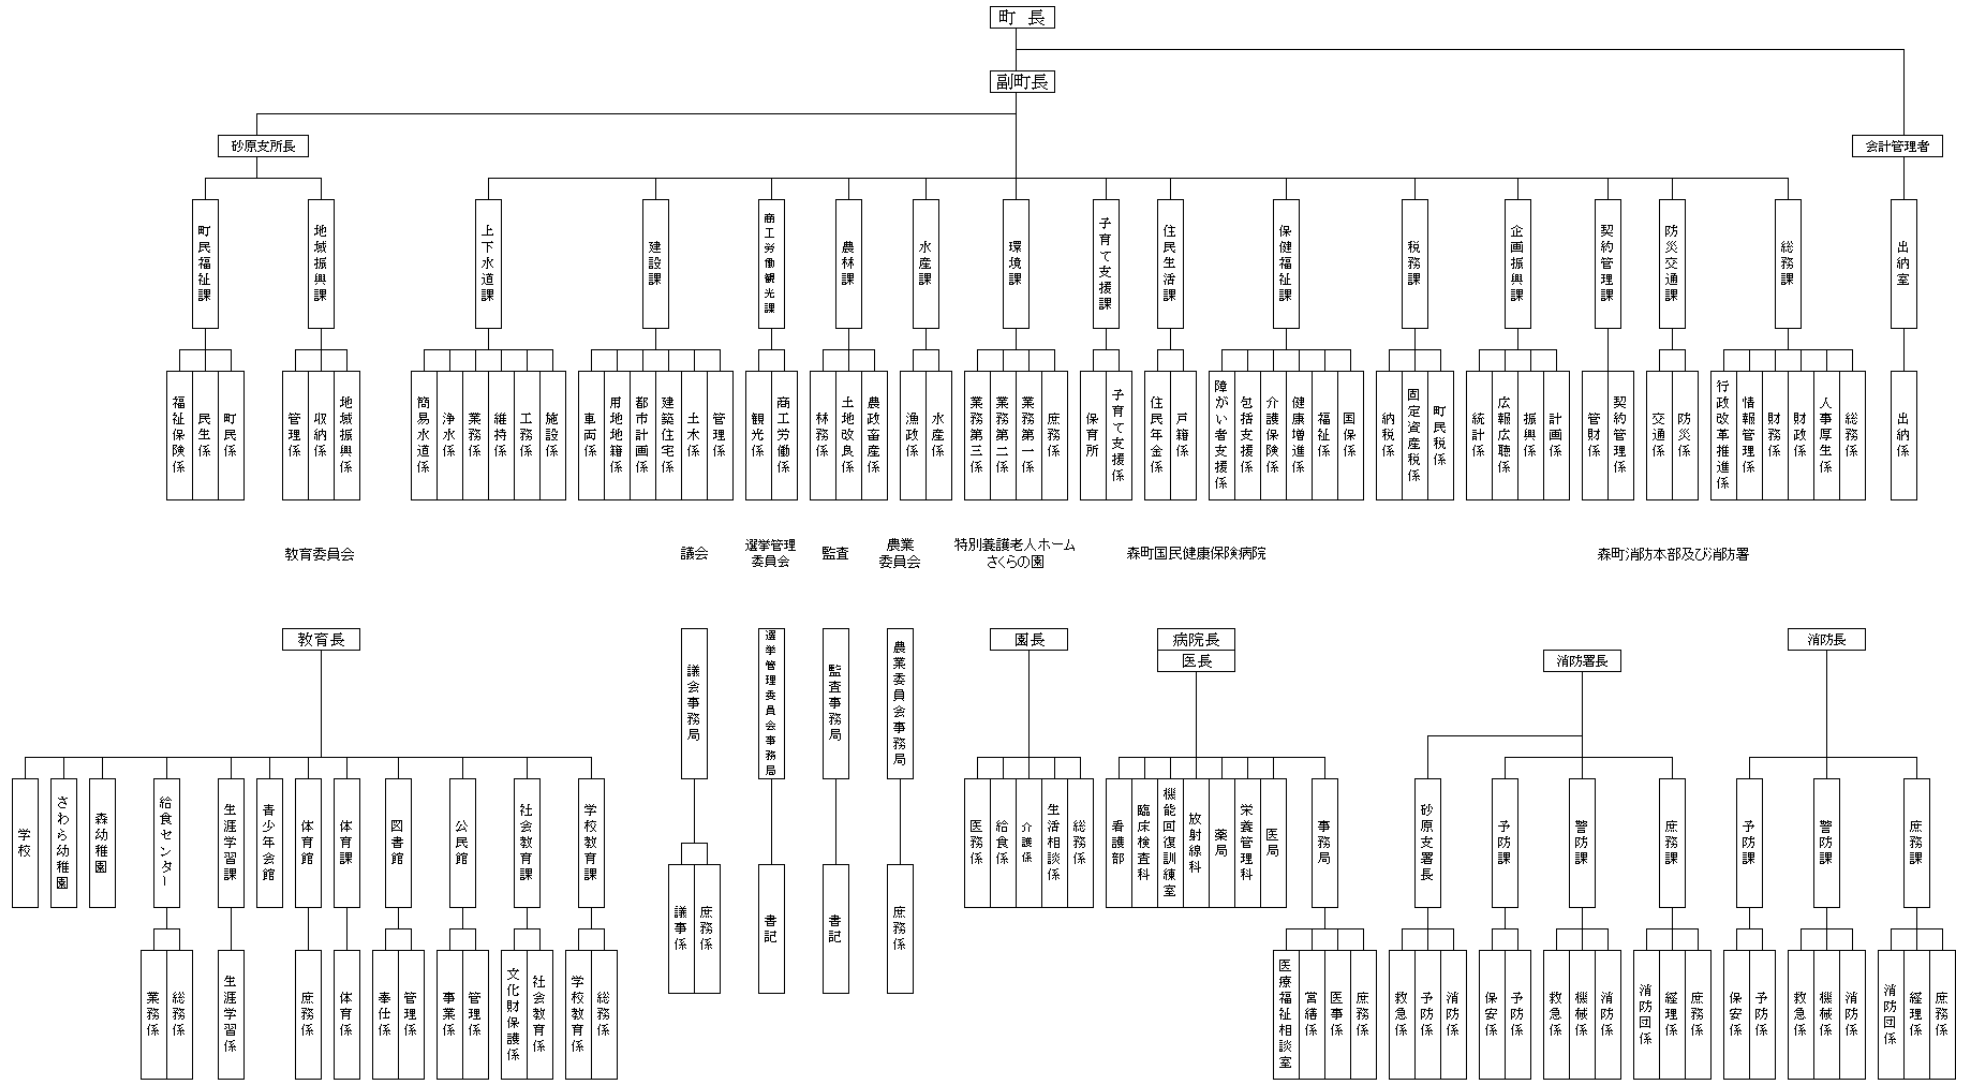 町　長
副町長
砂原支所長
会計管理者
町民福祉課
地域振興課
上下水道課
建設課
商工労働観光課
農林課
水産課
環境課
子育て支援課
住民生活課
保健福祉課
税務課
企画振興課
契約管理課
防災交通課
総務課
出納室
福祉保険係
民生係
町民係
管理係
収納係
地域振興係
簡易水道係
浄水係
業務係
維持係
工務係
施設係
車両係
用地地籍係
都市計画係
建築住宅係
土木係
管理係
観光係
商工労働係
林務係
土地改良係
農政畜産係
漁政係
水産係
業務第三係
業務第二係
業務第一係
庶務係
保育所
子育て支援係
住民年金係
戸籍係
障がい者支援係
包括支援係
介護保険係
健康増進係
福祉係
国保係
納税係
固定資産税係
町民税係
統計係
広報広聴係
振興係
計画係
管財係
契約管理係
交通係
防災係
行政改革推進係
情報管理係
財務係
財政係
人事厚生係
総務係
出納係
教育委員会
議会
選挙管理
委員会
監査
農業
委員会
特別養護老人ホーム
さくらの園
森町国民健康保険病院
森町消防本部及び消防署
教育長
議会事務局
選挙管理委員会事務局
監査事務局
農業委員会事務局
園長
病院長
医長
消防署長
消防長
学校
さわら幼稚園
森幼稚園
給食センター
生涯学習課
青少年会館
体育館
体育課
図書館
公民館
社会教育課
学校教育課
医務係
給食係
介護係
生活相談係
総務係
看護部
臨床検査科
機能回復訓練室
放射線科
薬局
栄養管理科
医局
事務局
砂原支署長
予防課
警防課
庶務課
予防課
警防課
庶務課
議事係
庶務係
書記
書記
庶務係
業務係
総務係
生涯学習係
庶務係
体育係
奉仕係
管理係
事業係
管理係
文化財保護係
社会教育係
学校教育係
総務係
医療福祉相談室
営繕係
医事係
庶務係
救急係
予防係
消防係
保安係
予防係
救急係
機械係
消防係
消防団係
経理係
庶務係
保安係
予防係
救急係
機械係
消防係
消防団係
経理係
庶務係